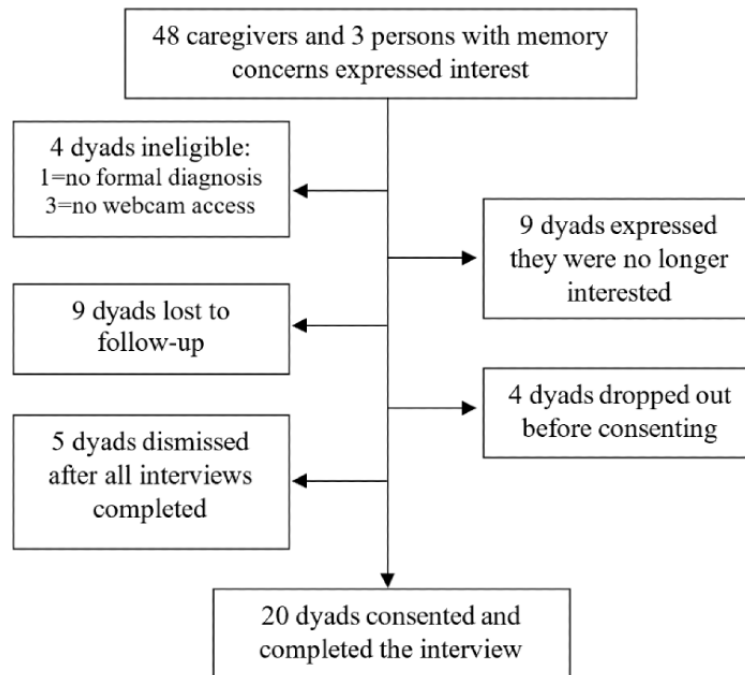 48 caregivers and 3 persons with memory
concerns expressed interest
4 dyads ineligible:
1=no formal diagnosis
3=no webcam access
9 dyads expressed
they were no longer
interested
9 dyads lost to
follow-up
4 dyads dropped out
before consenting
5 dyads dismissed
after all interviews
completed
20 dyads consented and
completed the interview